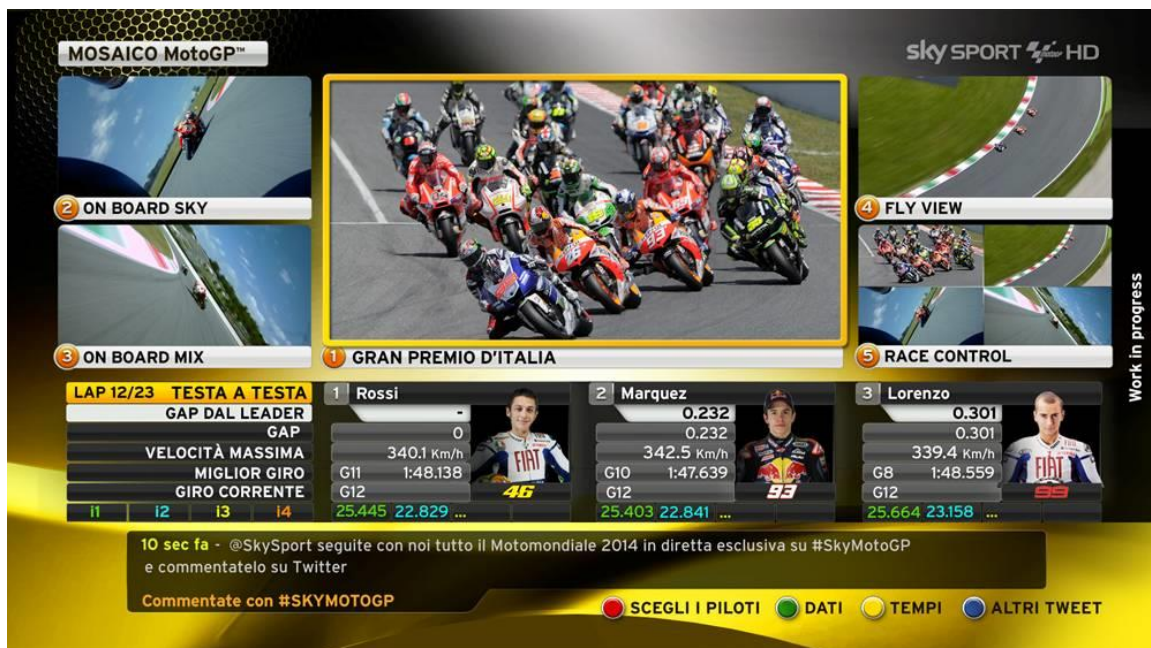 MOSAICO MotoGP™
sky SPORT MotoGP HD
2 ON BOARD SKY
3 ON BOARD MIX
1 GRAN PREMIO D'ITALIA
4 FLY VIEW
5 RACE CONTROL
Work in progress
LAP 12/23 TESTA A TESTA
GAP DAL LEADER
GAP
VELOCITÀ MASSIMA
MIGLIOR GIRO
GIRO CORRENTE
i1 i2 i3 i4
1 Rossi
-
0
340.1 Km/h
G11 1:48.138
G12
25.445 22.829 ...
FIAT
46
2 Marquez
0.232
0.232
342.5 Km/h
G10 1:47.639
G12
25.403 22.841 ...
Red Bull
93
3 Lorenzo
0.301
0.301
339.4 Km/h
G8 1:48.559
G12
25.664 23.158 ...
FIAT
99
10 sec fa - @SkySport seguite con noi tutto il Motomondiale 2014 in diretta esclusiva su #SkyMotoGP
e commentatelo su Twitter
Commentate con #SKYMOTOGP
SCEGLI I PILOTI DATI TEMPI ALTRI TWEET